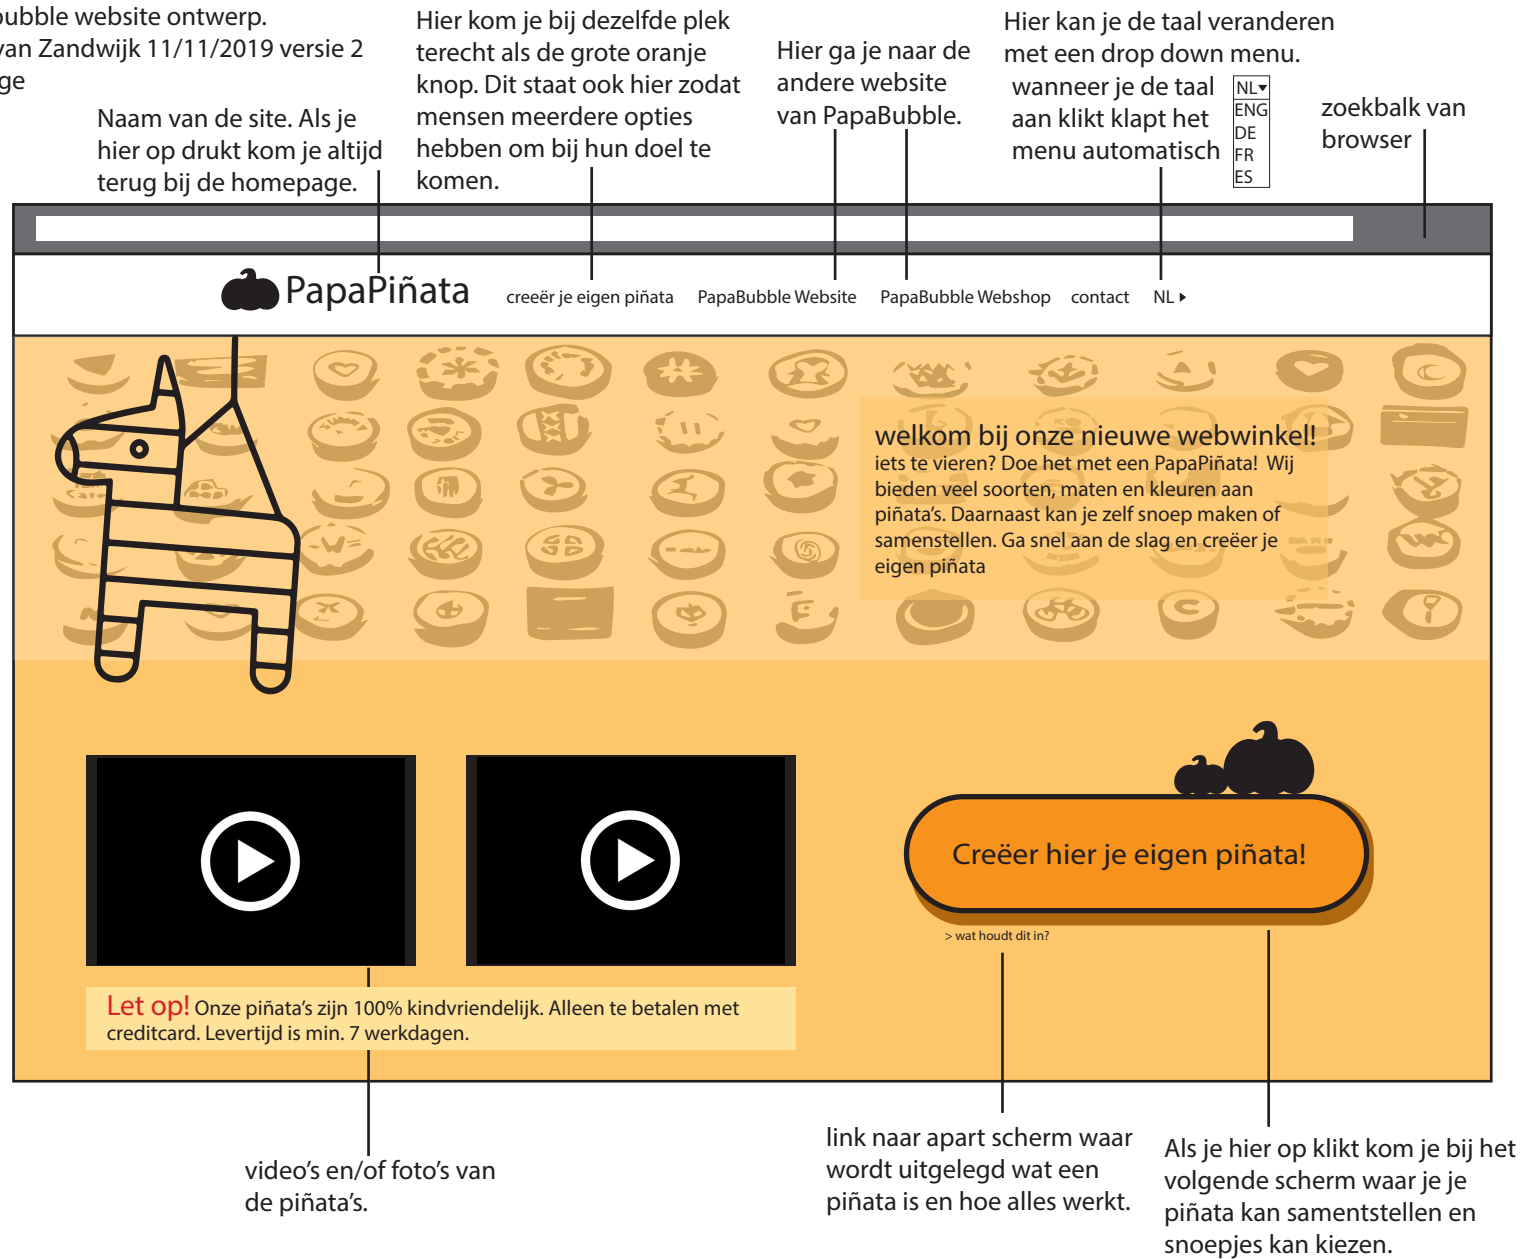 bubble website ontwerp.
van Zandwijk 11/11/2019 versie 2
ge
Naam van de site. Als je
hier op drukt kom je altijd
terug bij de homepage.
Hier kom je bij dezelfde plek
terecht als de grote oranje
knop. Dit staat ook hier zodat
mensen meerdere opties
hebben om bij hun doel te
komen.
Hier ga je naar de
andere website
van PapaBubble.
Hier kan je de taal veranderen
met een drop down menu.
wanneer je de taal
aan klikt klapt het
menu automatisch
NL▾
ENG
DE
FR
ES
zoekbalk van
browser
PapaPiñata
creeër je eigen piñata PapaBubble Website PapaBubble Webshop contact NL ▸
welkom bij onze nieuwe webwinkel!
iets te vieren? Doe het met een PapaPiñata! Wij
bieden veel soorten, maten en kleuren aan
piñata's. Daarnaast kan je zelf snoep maken of
samenstellen. Ga snel aan de slag en creëer je
eigen piñata
Creëer hier je eigen piñata!
> wat houdt dit in?
Let op! Onze piñata's zijn 100% kindvriendelijk. Alleen te betalen met
creditcard. Levertijd is min. 7 werkdagen.
video's en/of foto's van
de piñata's.
link naar apart scherm waar
wordt uitgelegd wat een
piñata is en hoe alles werkt.
Als je hier op klikt kom je bij het
volgende scherm waar je je
piñata kan samentstellen en
snoepjes kan kiezen.